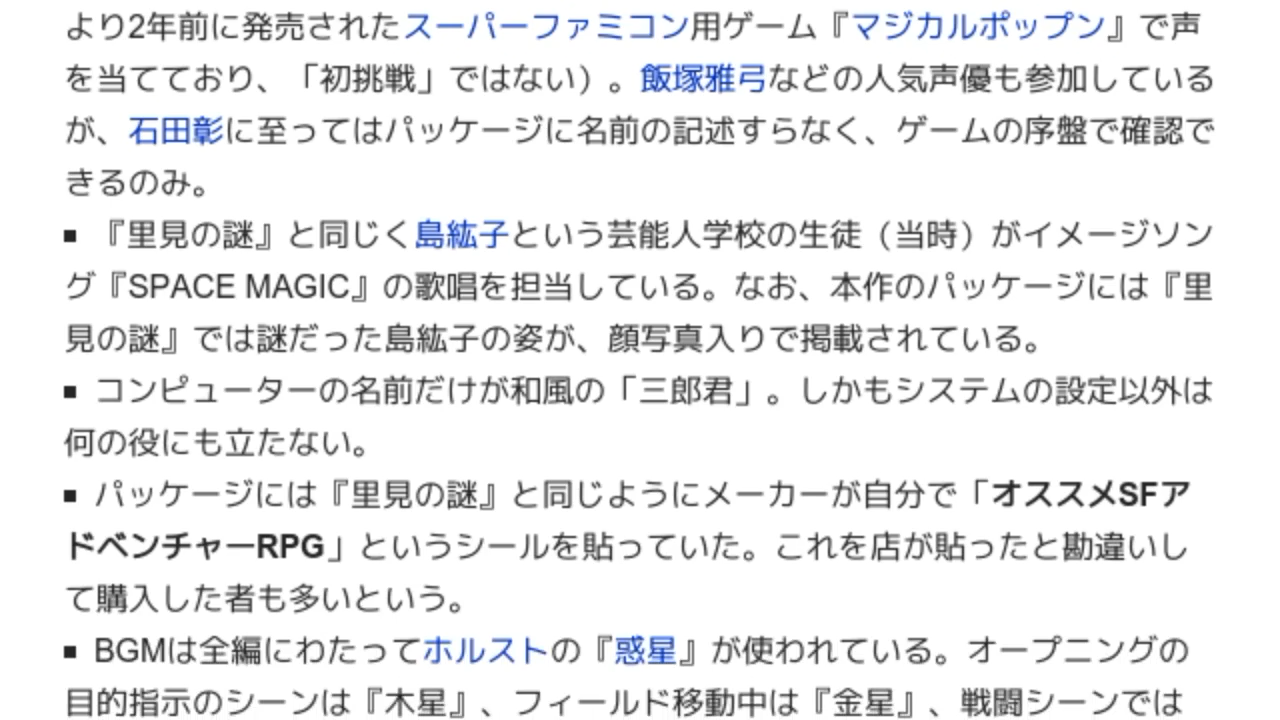 より2年前に発売されたスーパーファミコン用ゲーム『マジカルポップン』で声
を当てており、「初挑戦」ではない）。飯塚雅弓などの人気声優も参加している
が、石田彰に至ってはパッケージに名前の記述すらなく、ゲームの序盤で確認で
きるのみ。
▪ 『里見の謎』と同じく島紘子という芸能人学校の生徒（当時）がイメージソン
グ『SPACE MAGIC』の歌唱を担当している。なお、本作のパッケージには『里
見の謎』では謎だった島紘子の姿が、顔写真入りで掲載されている。
▪ コンピューターの名前だけが和風の「三郎君」。しかもシステムの設定以外は
何の役にも立たない。
▪ パッケージには『里見の謎』と同じようにメーカーが自分で「オススメSFア
ドベンチャーRPG」というシールを貼っていた。これを店が貼ったと勘違いし
て購入した者も多いという。
▪ BGMは全編にわたってホルストの『惑星』が使われている。オープニングの
目的指示のシーンは『木星』、フィールド移動中は『金星』、戦闘シーンでは